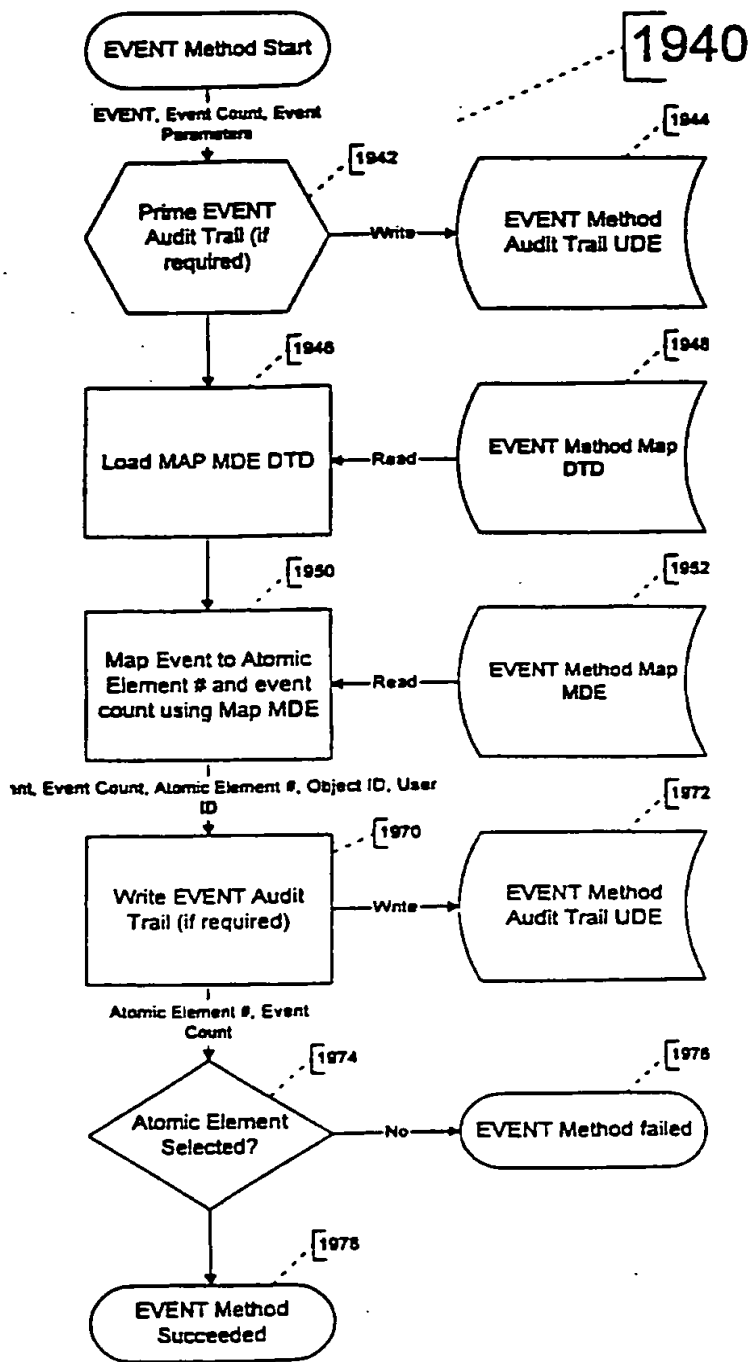 EVENT Method Start
1940
EVENT, Event Count, Event
Parameters
1942
1944
Prime EVENT
Audit Trail (if
required)
Write
EVENT Method
Audit Trail UDE
1946
1948
Load MAP MDE DTD
Read
EVENT Method Map
DTD
1950
1952
Map Event to Atomic
Element # and event
count using Map MDE
Read
EVENT Method Map
MDE
nt, Event Count, Atomic Element #, Object ID, User
ID
1970
1972
Write EVENT Audit
Trail (if required)
Write
EVENT Method
Audit Trail UDE
Atomic Element #, Event
Count
1974
1976
Atomic Element
Selected?
No
EVENT Method failed
1978
EVENT Method
Succeeded